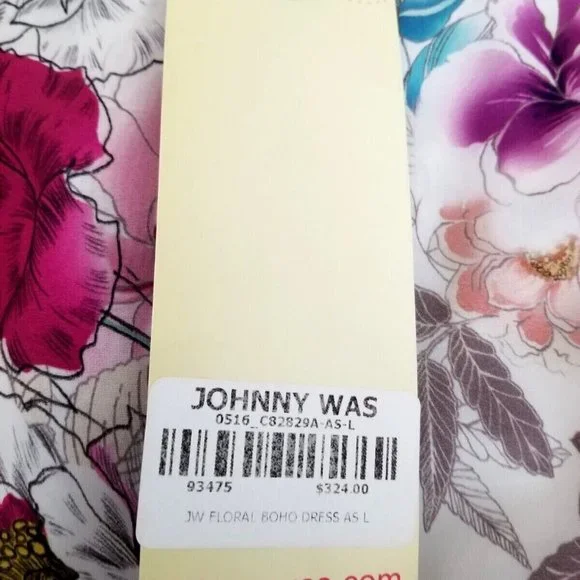 JOHNNY WAS
0516_C82829A-AS-L
93475 $324.00
JW FLORAL BOHO DRESS AS L